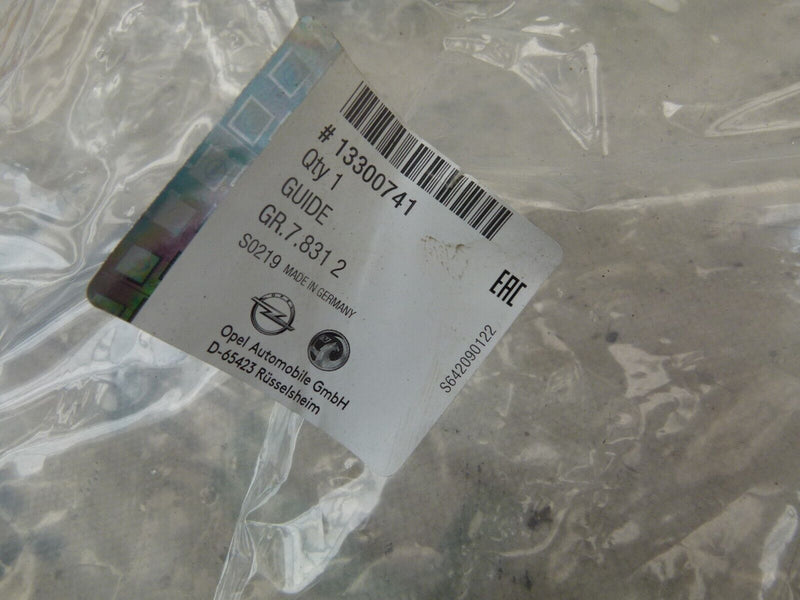 # 13300741
Qty 1
GUIDE
GR.7.831 2
S0219 MADE IN GERMANY
EAC
OPEL
Opel Automobile GmbH
D-65423 Rüsselsheim
S642090122